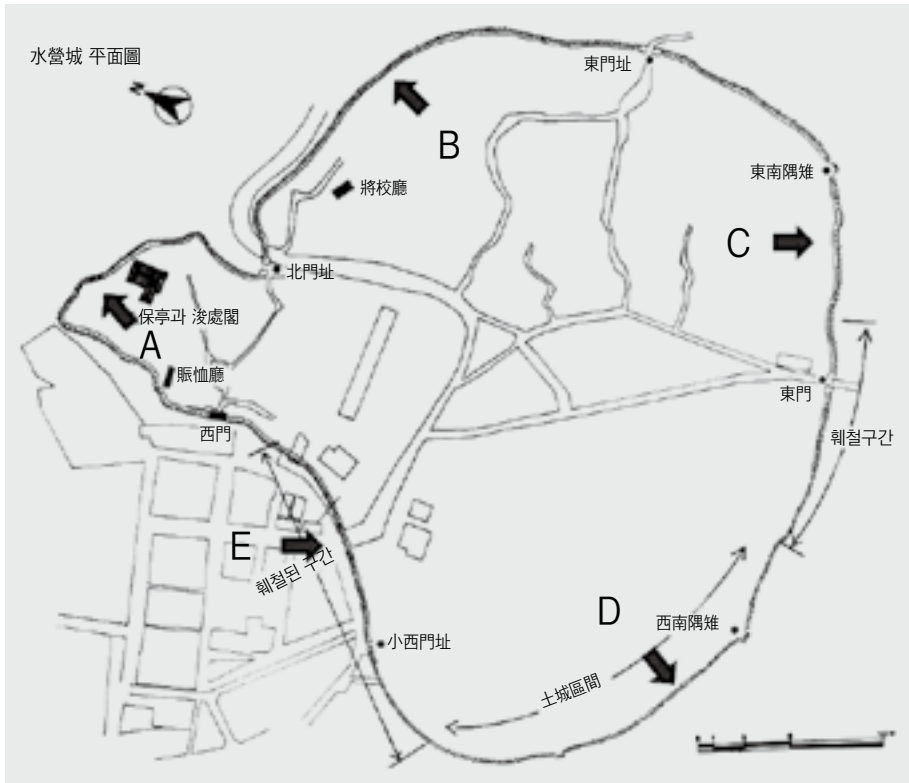 水營城 平面圖
N
東門址
B
將校廳
東南隅雉
C
北門址
保亭과 浚處閣
A
賑恤廳
東門
西門
훼철구간
E
훼철된 구간
D
西南隅雉
小西門址
土城區間